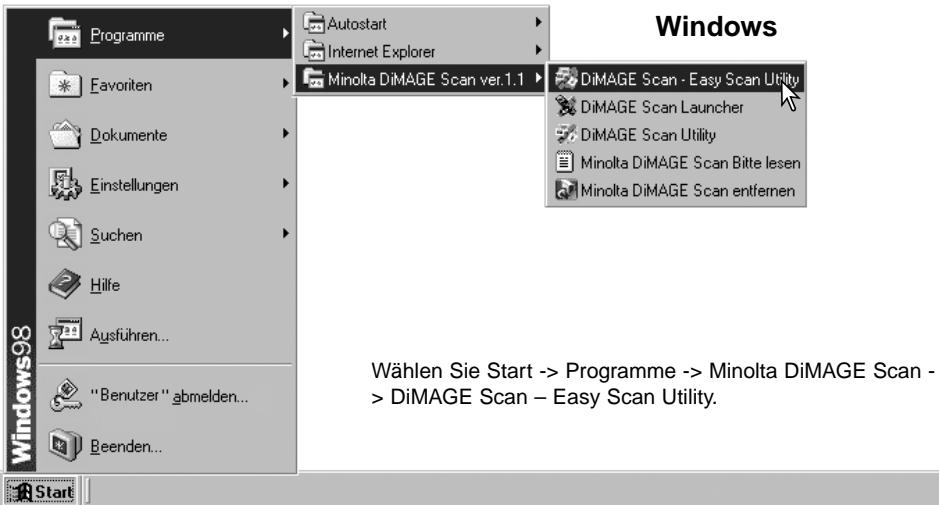 Windows
Programme
Favoriten
Dokumente
Einstellungen
Suchen
Hilfe
Ausführen...
"Benutzer" abmelden...
Beenden...
Windows98
Start
Autostart
Internet Explorer
Minolta DiMAGE Scan ver.1.1
DiMAGE Scan - Easy Scan Utility
DiMAGE Scan Launcher
DiMAGE Scan Utility
Minolta DiMAGE Scan Bitte lesen
Minolta DiMAGE Scan entfernen
Wählen Sie Start -> Programme -> Minolta DiMAGE Scan -
> DiMAGE Scan – Easy Scan Utility.